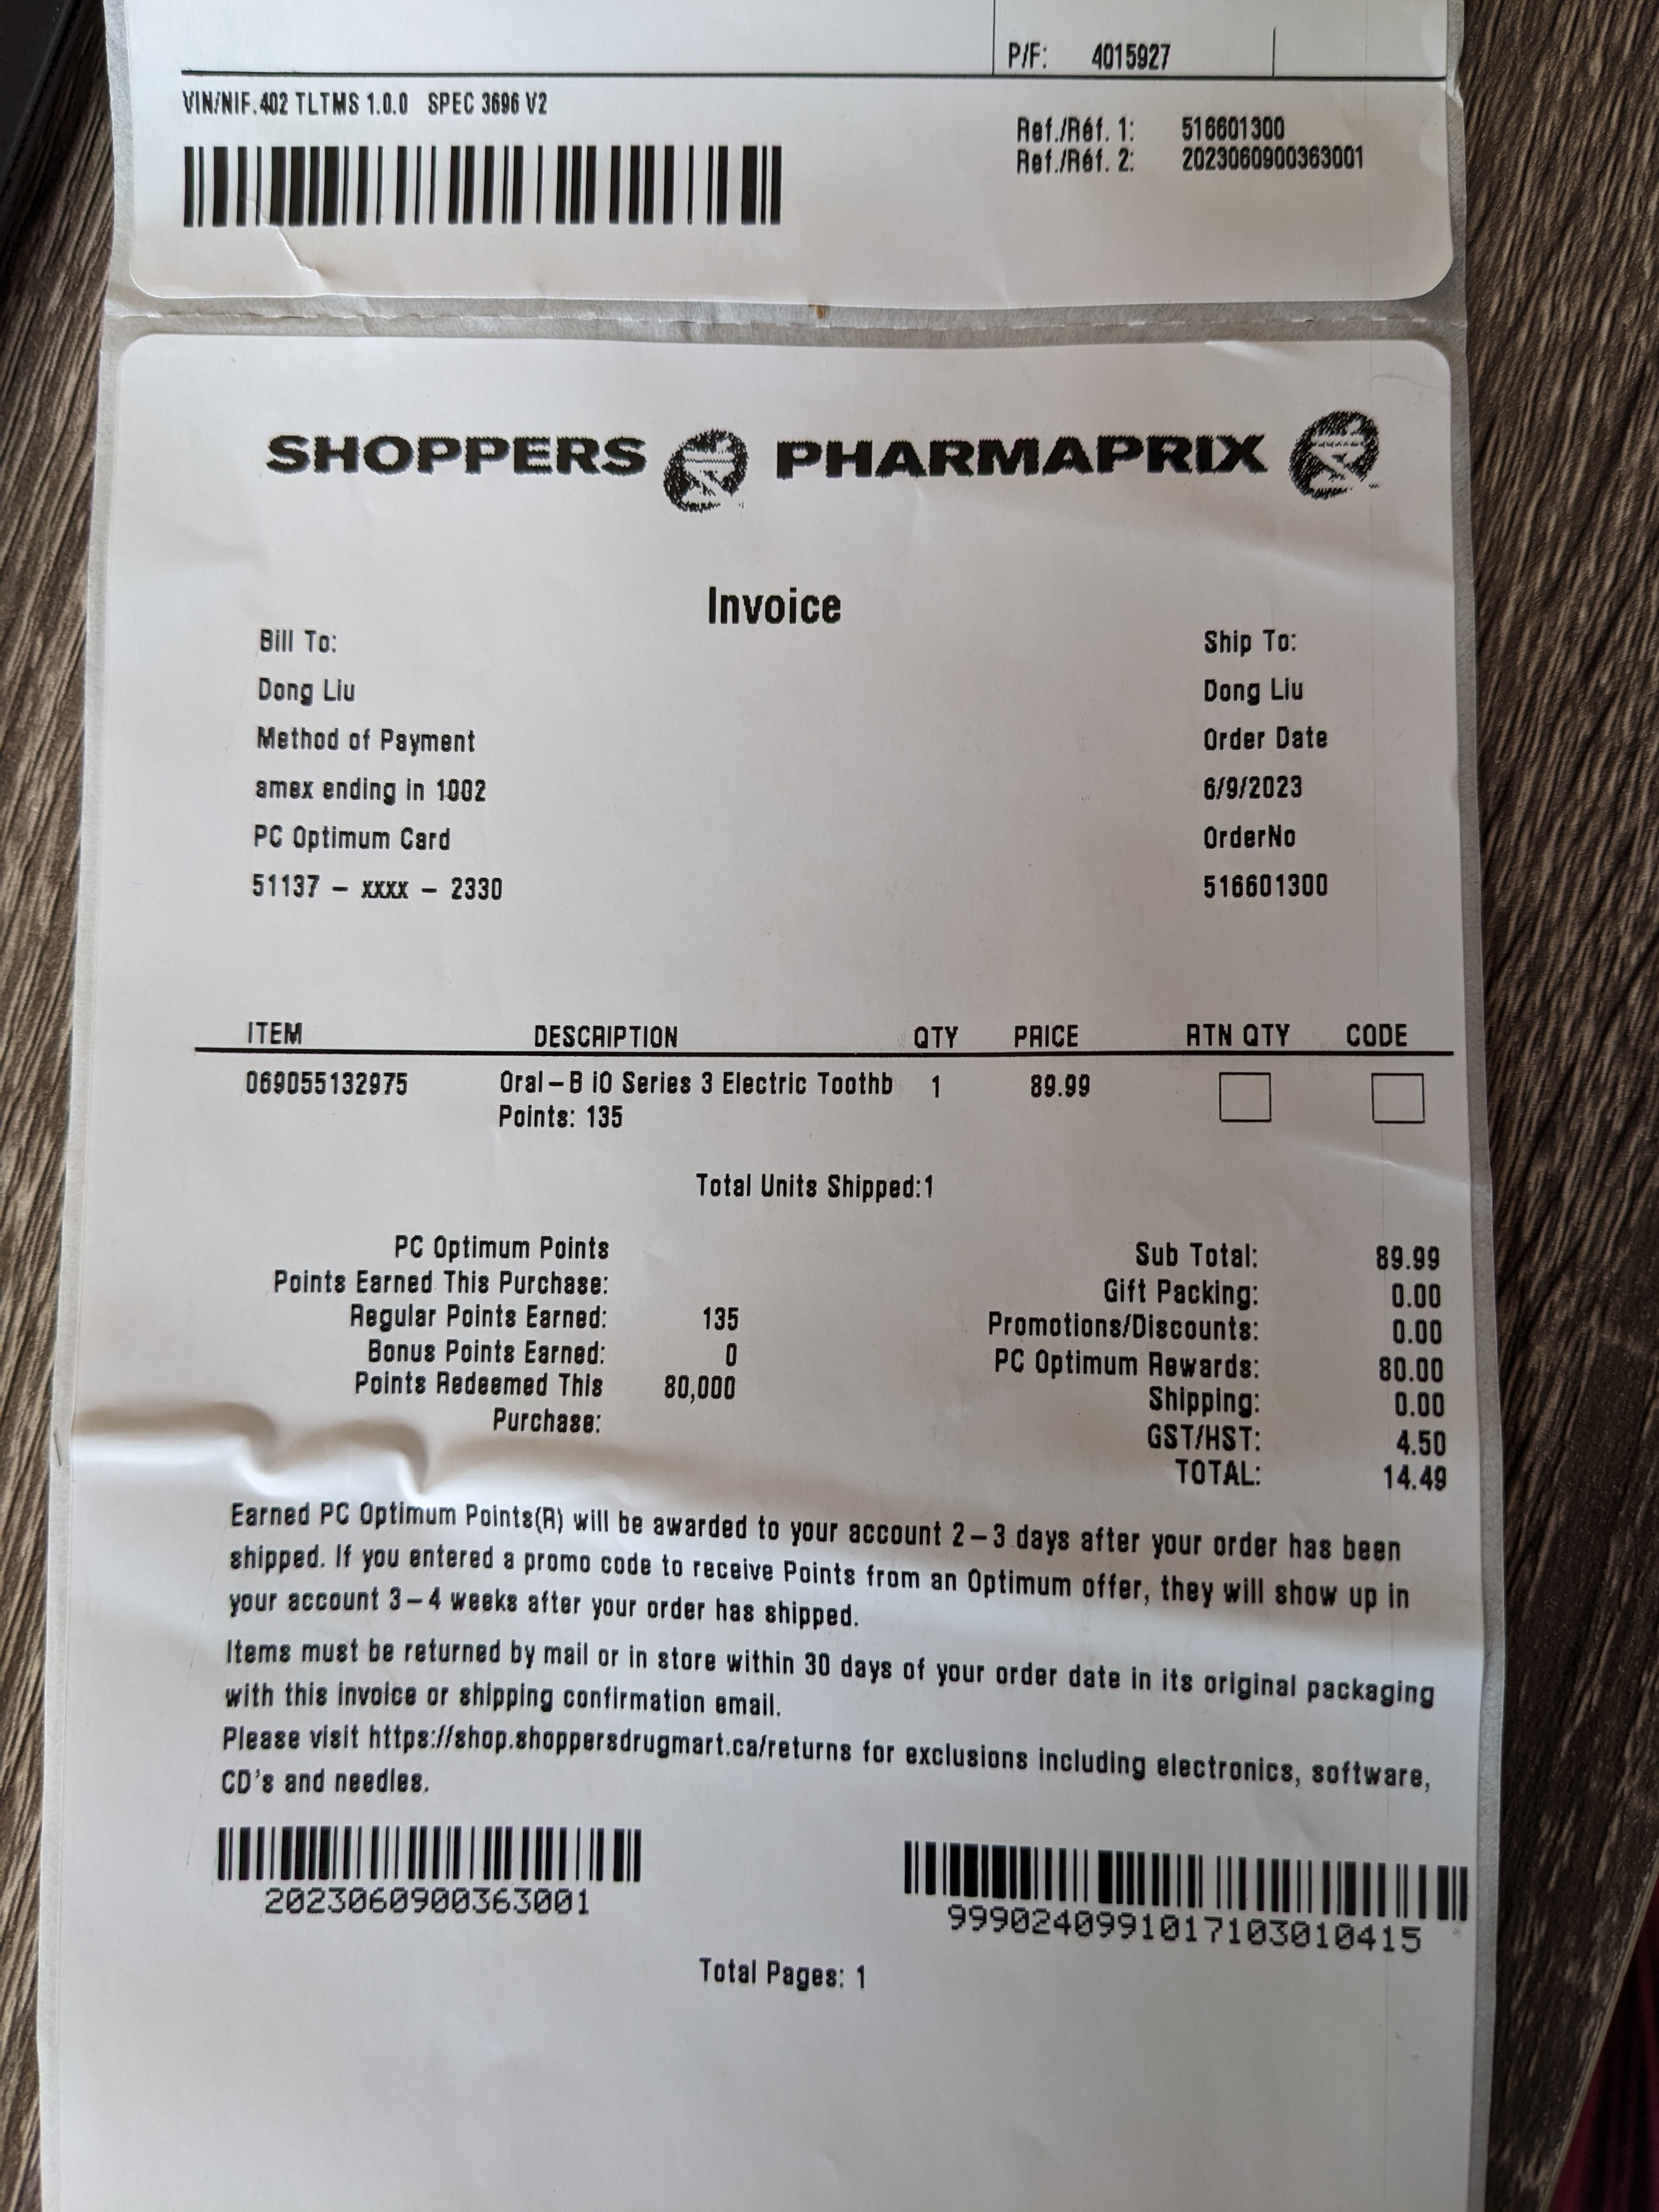 P/F: 4015927
VIN/NIF.402 TLTMS 1.0.0 SPEC 3696 V2
Ref./Réf. 1: 516601300
Ref./Réf. 2: 2023060900363001
SHOPPERS PHARMAPRIX
Invoice
Bill To: Ship To:
Dong Liu Dong Liu
Method of Payment Order Date
amex ending in 1002 6/9/2023
PC Optimum Card OrderNo
51137 - xxxx - 2330 516601300
ITEM DESCRIPTION QTY PRICE RTN QTY CODE
069055132975 Oral-B iO Series 3 Electric Toothb 1 89.99
Points: 135
Total Units Shipped:1
PC Optimum Points
Points Earned This Purchase:
Regular Points Earned: 135
Bonus Points Earned: 0
Points Redeemed This 80,000
Purchase:
Sub Total: 89.99
Gift Packing: 0.00
Promotions/Discounts: 0.00
PC Optimum Rewards: 80.00
Shipping: 0.00
GST/HST: 4.50
TOTAL: 14.49
Earned PC Optimum Points(R) will be awarded to your account 2-3 days after your order has been
shipped. If you entered a promo code to receive Points from an Optimum offer, they will show up in
your account 3-4 weeks after your order has shipped.
Items must be returned by mail or in store within 30 days of your order date in its original packaging
with this invoice or shipping confirmation email.
Please visit https://shop.shoppersdrugmart.ca/returns for exclusions including electronics, software,
CD's and needles.
2023060900363001
9990240991017103010415
Total Pages: 1